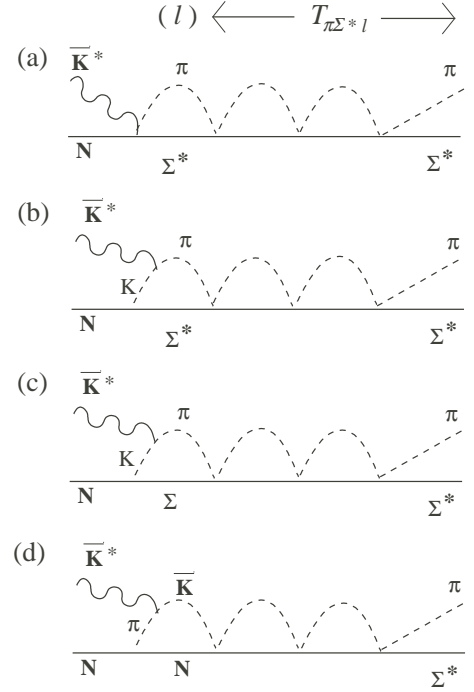 (l) T_{πΣ*l}
(a) K̅* π π
N Σ* Σ*
(b) K̅* π π
K
N Σ* Σ*
(c) K̅* π π
K
N Σ Σ*
(d) K̅* K̅ π
π
N N Σ*